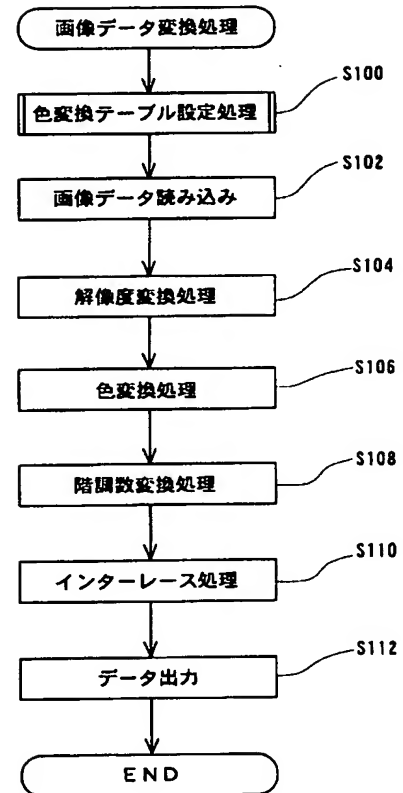 画像データ変換処理
S100
色変換テーブル設定処理
S102
画像データ読み込み
S104
解像度変換処理
S106
色変換処理
S108
階調数変換処理
S110
インターレース処理
S112
データ出力
END